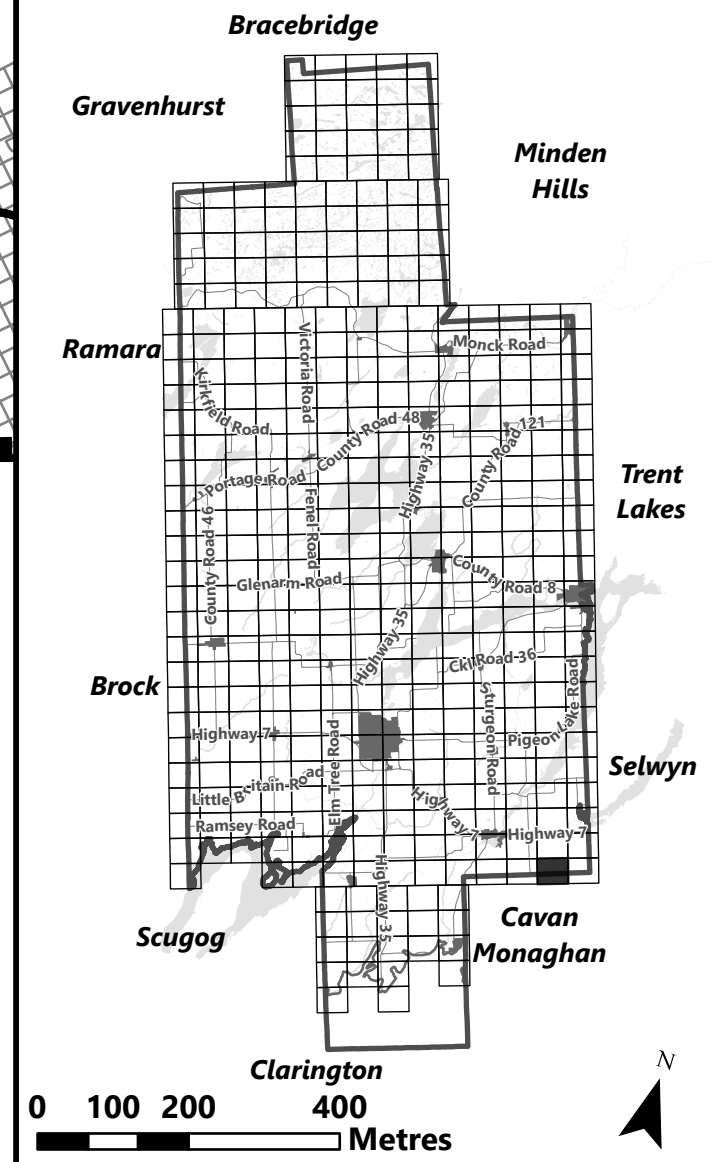 Bracebridge
Gravenhurst
Minden
Hills
Ramara
Victoria Road
Monck Road
Kirkfield Road
County Road 48
County Road 121
Highway 35
Portage Road
Trent
Lakes
County Road 46
Fenel Road
Glenarm Road
County Road 8
Highway 35
Ckl Road 36
Brock
Sturgeon Road
Pigeon Lake Road
Highway 7
Elm Tree Road
Selwyn
Little Britain Road
Highway 7
Ramsey Road
Highway 7
Highway 35
Scugog
Cavan
Monaghan
Clarington
N
0 100 200 400
Metres